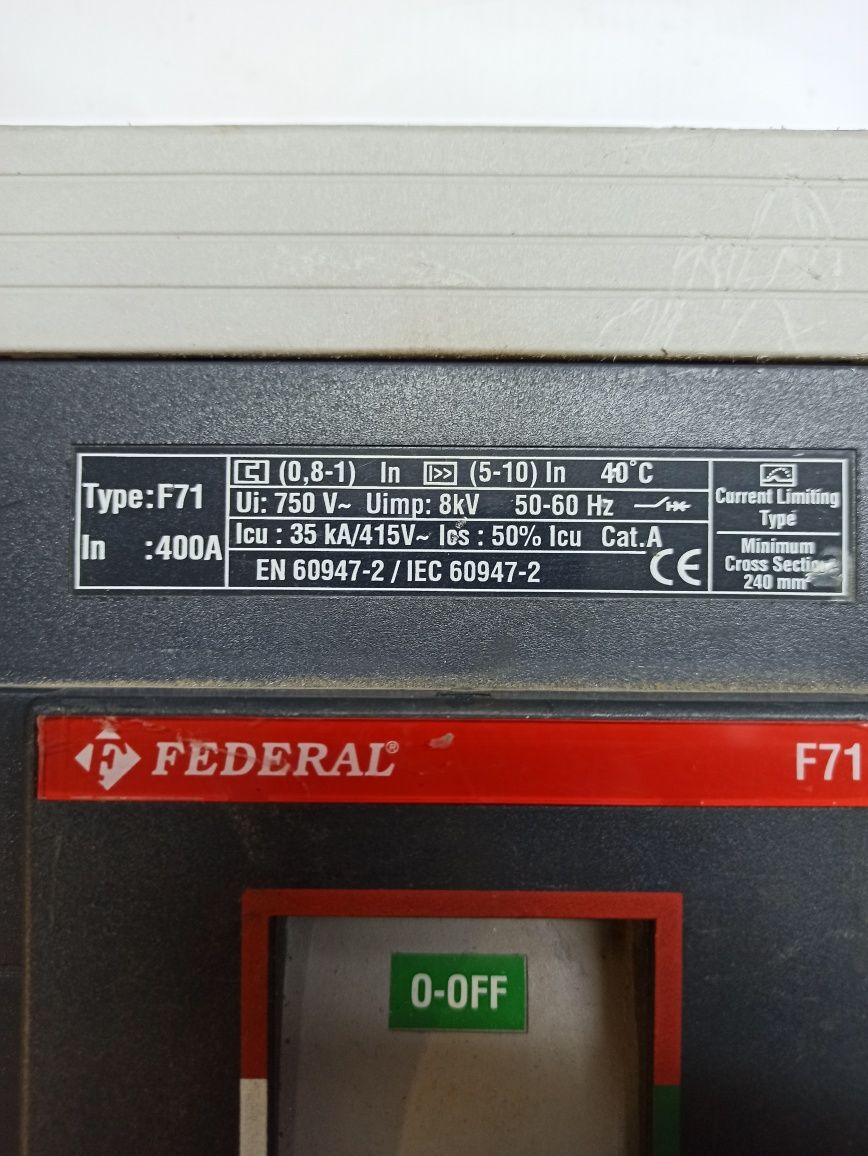 Type:F71
In :400A
(0,8-1) In I>> (5-10) In 40°C
Ui: 750 V~ Uimp: 8kV 50-60 Hz
Icu : 35 kA/415V~ Ics : 50% Icu Cat.A
EN 60947-2 / IEC 60947-2 CE
Current Limiting
Type
Minimum
Cross Section
240 mm²
F FEDERAL® F71
0-OFF